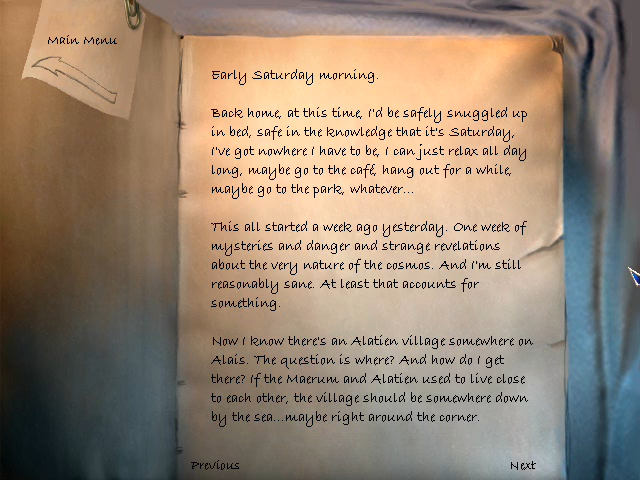 Main Menu
Early Saturday morning.
Back home, at this time, I'd be safely snuggled up
in bed, safe in the knowledge that it's Saturday,
I've got nowhere I have to be, I can just relax all day
long, maybe go to the café, hang out for a while,
maybe go to the park, whatever...
This all started a week ago yesterday. One week of
mysteries and danger and strange revelations
about the very nature of the cosmos. And I'm still
reasonably sane. At least that accounts for
something.
Now I know there's an Alatien village somewhere on
Alais. The question is where? And how do I get
there? If the Maerum and Alatien used to live close
to each other, the village should be somewhere down
by the sea...maybe right around the corner.
Previous
Next